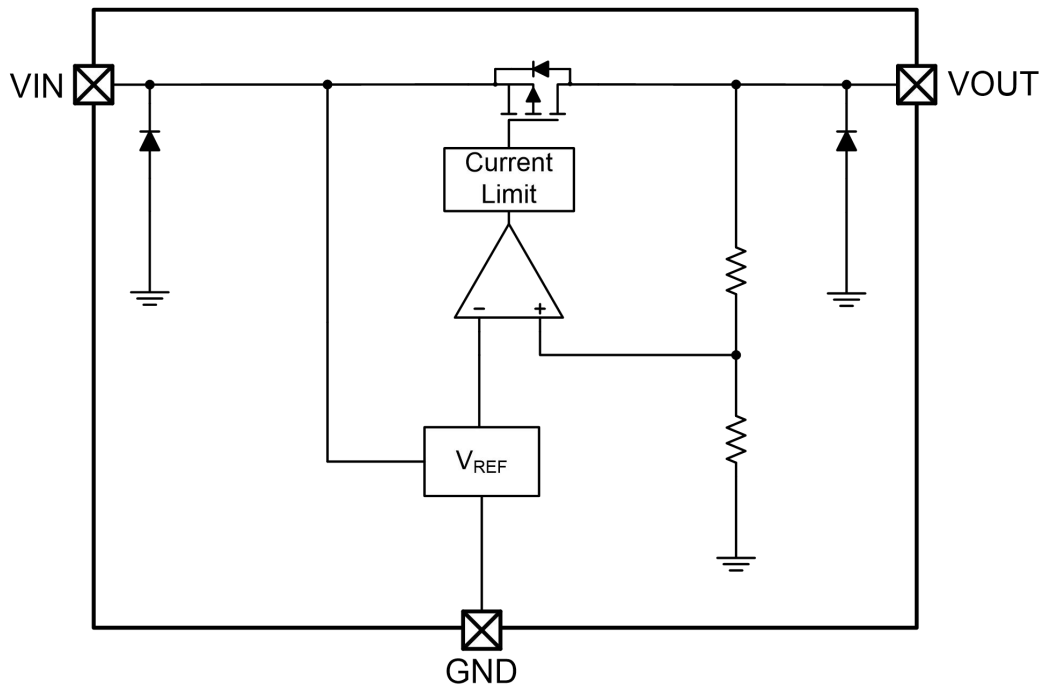 VIN
VOUT
Current
Limit
− +
VREF
GND